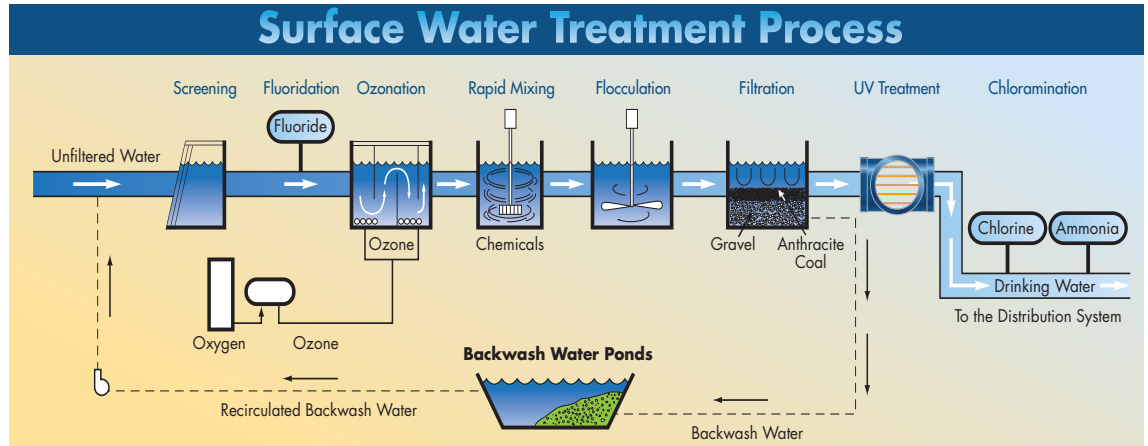 Surface Water Treatment Process
Screening
Fluoridation
Ozonation
Rapid Mixing
Flocculation
Filtration
UV Treatment
Chloramination
Fluoride
Unfiltered Water
Ozone
Chemicals
Gravel
Anthracite
Coal
Chlorine
Ammonia
Drinking Water
To the Distribution System
Oxygen
Ozone
Backwash Water Ponds
Recirculated Backwash Water
Backwash Water